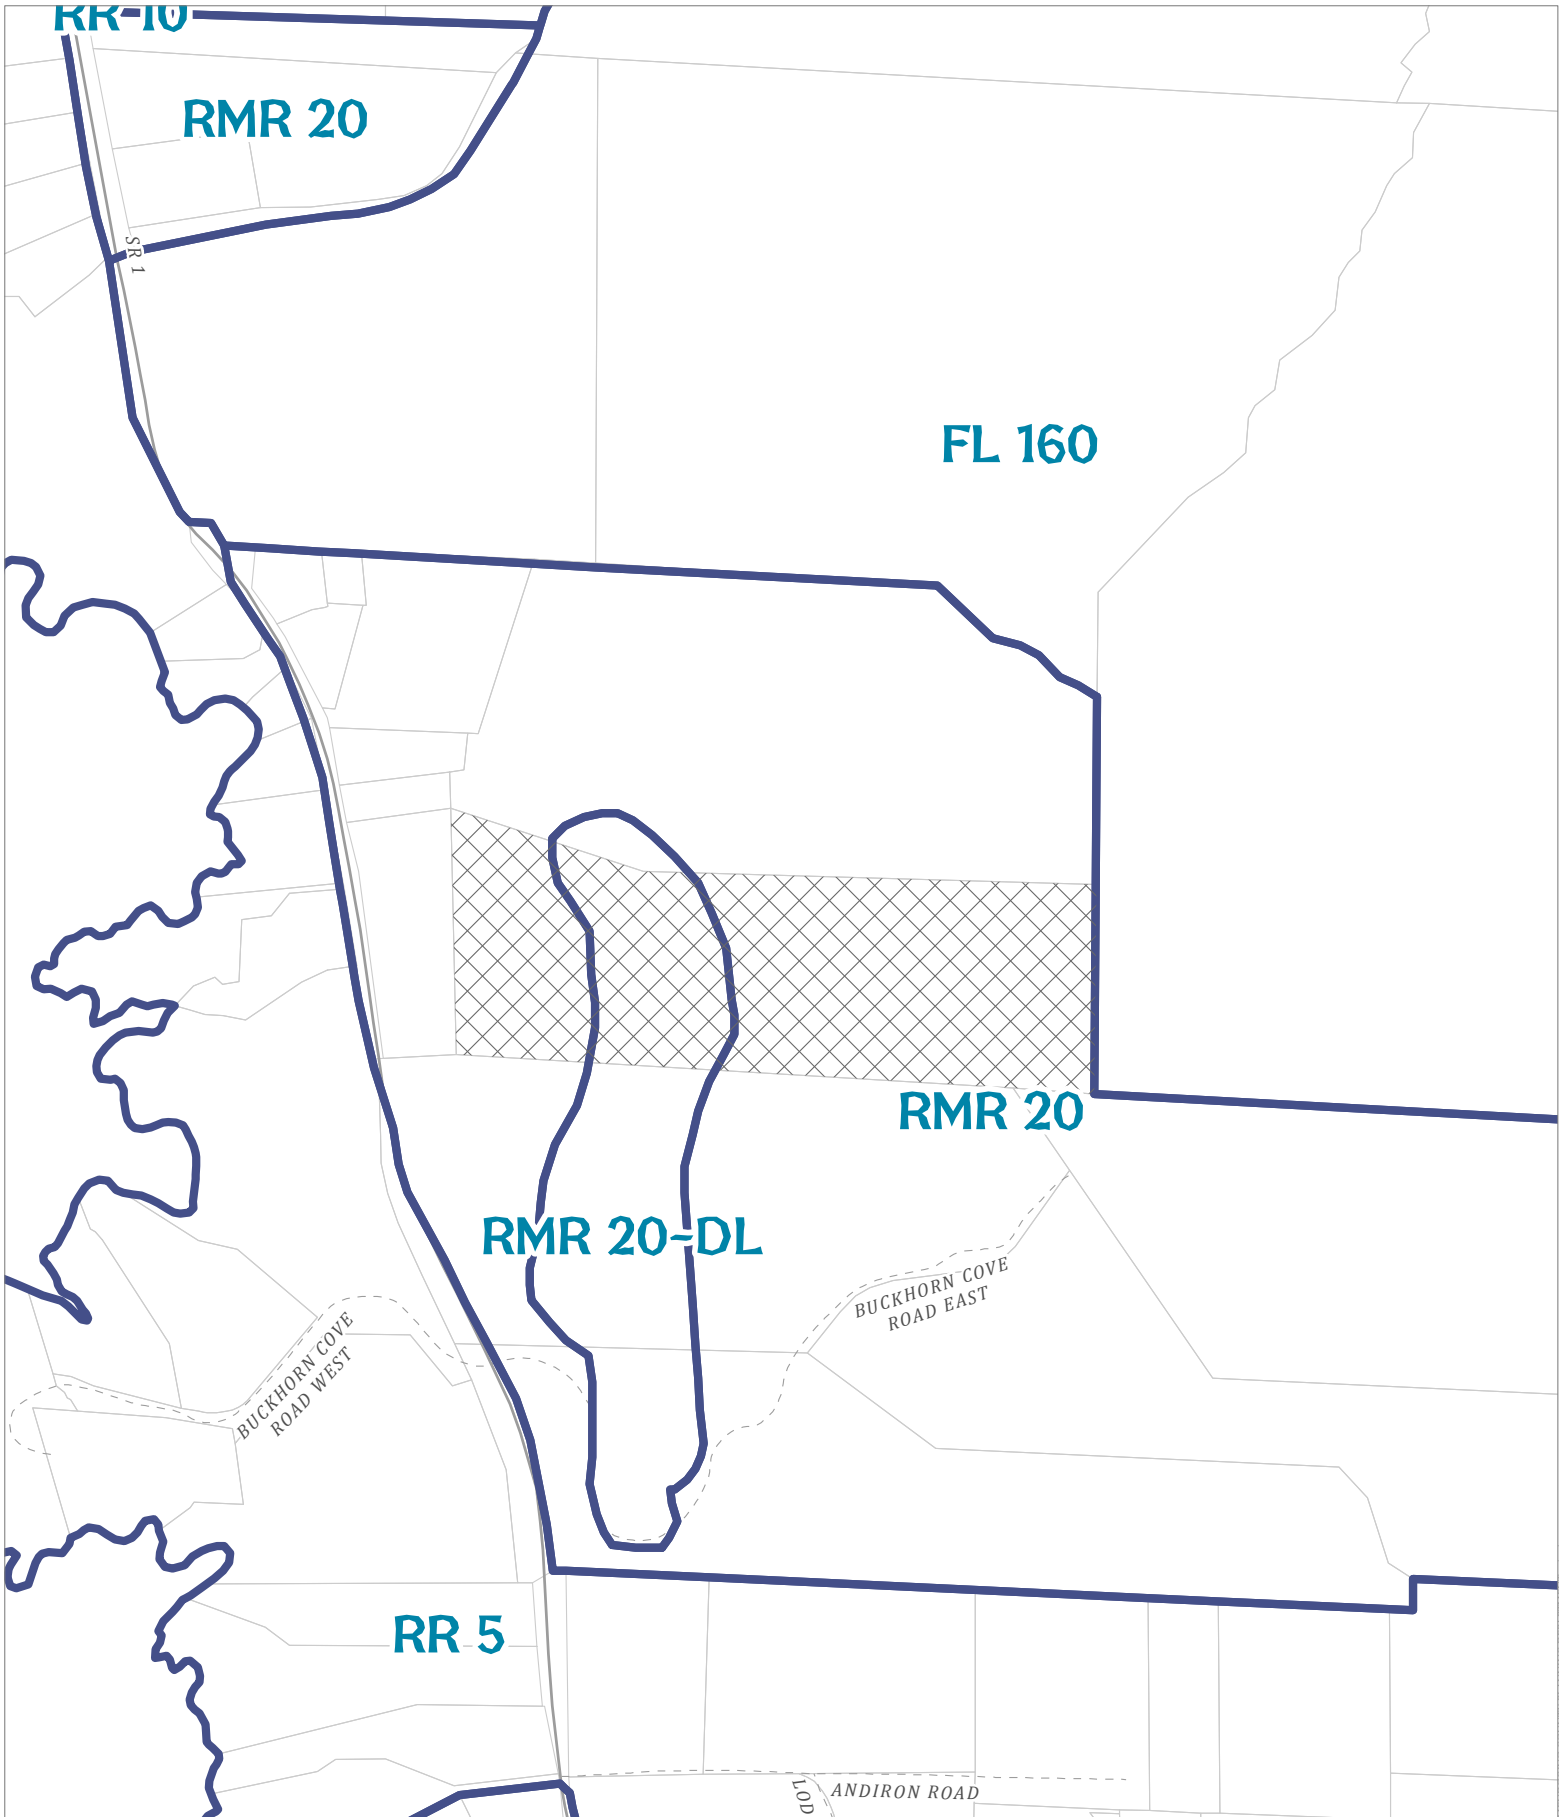 RR-10
RMR 20
SR 1
FL 160
RMR 20
RMR 20-DL
BUCKHORN COVE
ROAD EAST
BUCKHORN COVE
ROAD WEST
RR 5
LOD
ANDIRON ROAD